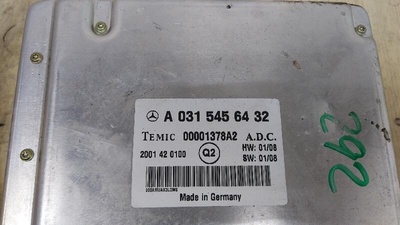 A 031 545 64 32
TEMIC 00001378A2 A.D.C.
2001 42 0100 Q2 HW: 01/08
SW: 01/08
Made in Germany
292